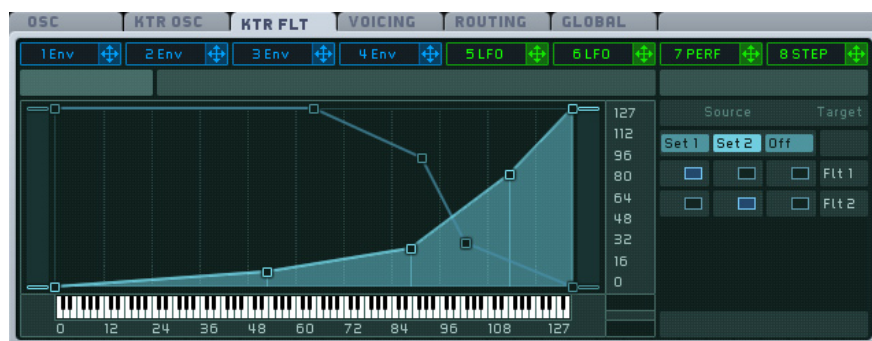 OSC KTR OSC KTR FLT VOICING ROUTING GLOBAL
1 Env 2 Env 3 Env 4 Env 5 LFO 6 LFO 7 PERF 8 STEP
127 Source Target
112
Set 1 Set 2 Off
96
80 Flt 1
64
48 Flt 2
32
16
0
0 12 24 36 48 60 72 84 96 108 127